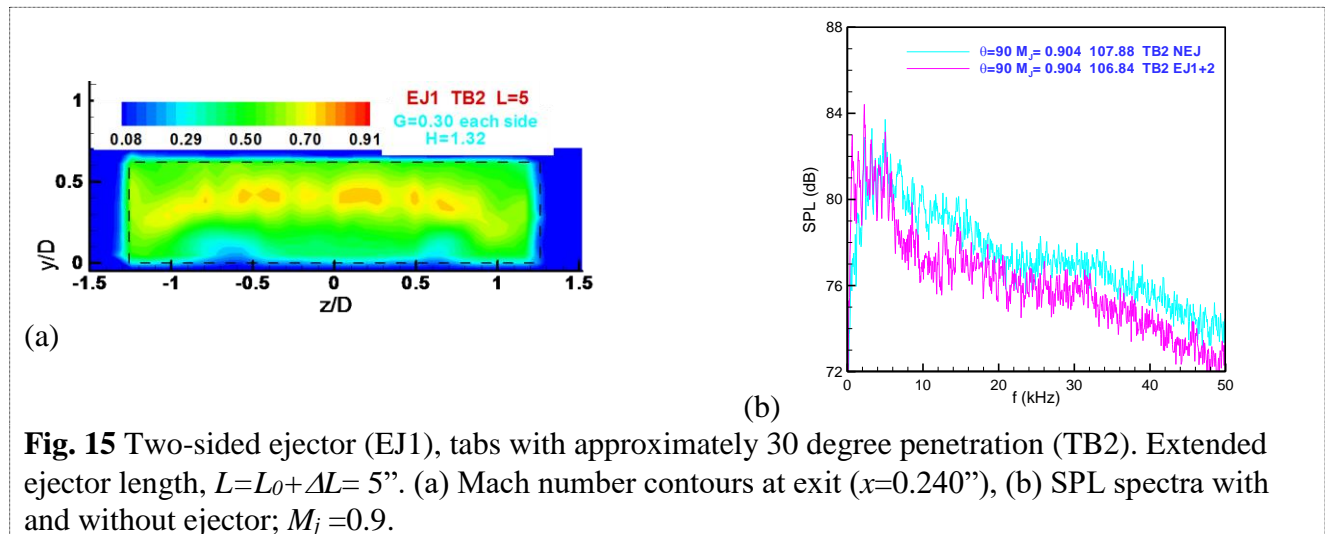 EJ1 TB2 L=5
G=0.30 each side
H=1.32
0.08 0.29 0.50 0.70 0.91
y/D
1
0.5
0
-1.5 -1 -0.5 0 0.5 1 1.5
z/D
(a)
θ=90 MJ= 0.904 107.88 TB2 NEJ
θ=90 MJ= 0.904 106.84 TB2 EJ1+2
SPL (dB)
88
84
80
76
72
0 10 20 30 40 50
f (kHz)
(b)
Fig. 15 Two-sided ejector (EJ1), tabs with approximately 30 degree penetration (TB2). Extended
ejector length, L=L0+ΔL= 5”. (a) Mach number contours at exit (x=0.240”), (b) SPL spectra with
and without ejector; Mj =0.9.